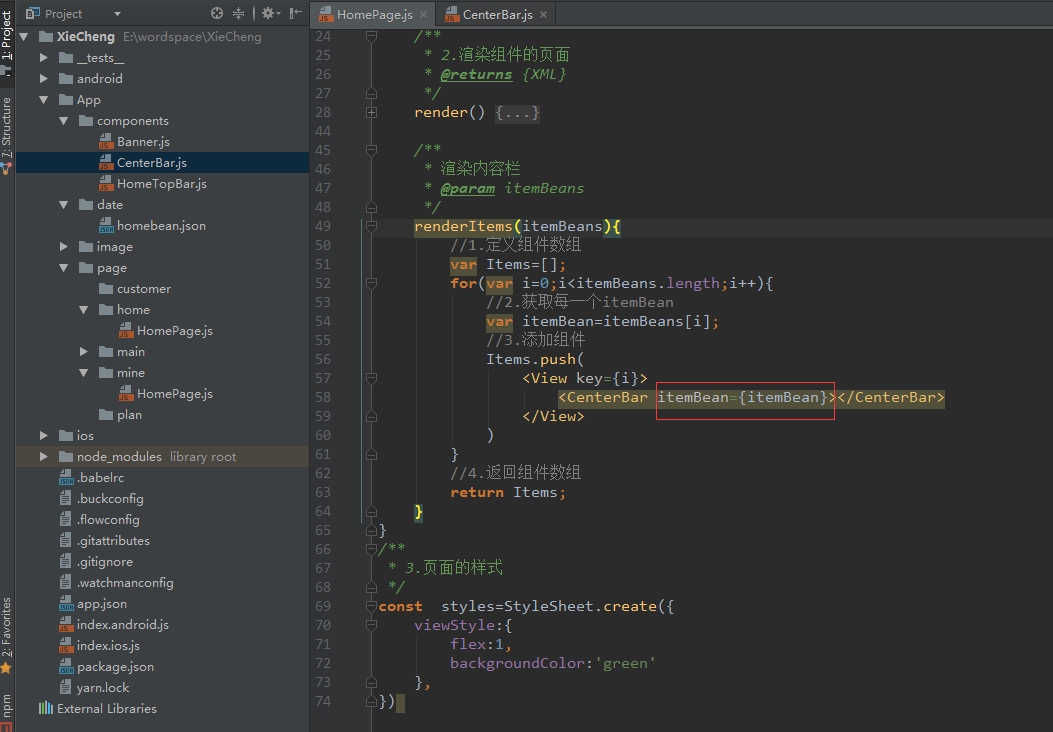 Project
HomePage.js
CenterBar.js
1: Project
7: Structure
2: Favorites
npm
XieCheng E:\wordspace\XieCheng
__tests__
android
App
components
Banner.js
CenterBar.js
HomeTopBar.js
date
homebean.json
image
page
customer
home
HomePage.js
main
mine
HomePage.js
plan
ios
node_modules library root
.babelrc
.buckconfig
.flowconfig
.gitattributes
.gitignore
.watchmanconfig
app.json
index.android.js
index.ios.js
package.json
yarn.lock
External Libraries
24 /**
25 * 2.渲染组件的页面
26 * @returns {XML}
27 */
28 render() {...}
44
45 /**
46 * 渲染内容栏
47 * @param itemBeans
48 */
49 renderItems(itemBeans){
50 //1.定义组件数组
51 var Items=[];
52 for(var i=0;i<itemBeans.length;i++){
53 //2.获取每一个itemBean
54 var itemBean=itemBeans[i];
55 //3.添加组件
56 Items.push(
57 <View key={i}>
58 <CenterBar itemBean={itemBean}></CenterBar>
59 </View>
60 )
61 }
62 //4.返回组件数组
63 return Items;
64 }
65 }
66 /**
67 * 3.页面的样式
68 */
69 const styles=StyleSheet.create({
70 viewStyle:{
71 flex:1,
72 backgroundColor:'green'
73 },
74 })